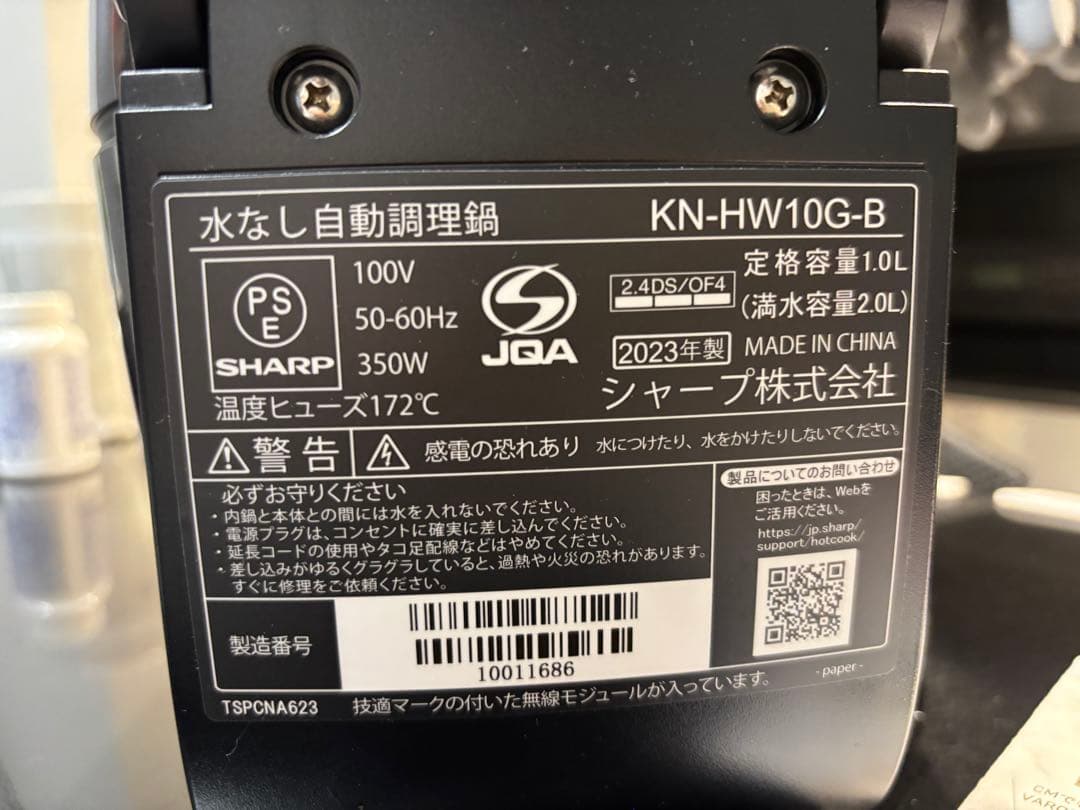 水なし自動調理鍋 KN-HW10G-B
PS
E
SHARP
100V
50-60Hz
350W
JQA
2.4DS/OF4
定格容量1.0L
(満水容量2.0L)
2023年製 MADE IN CHINA
シャープ株式会社
温度ヒューズ172℃
警告 感電の恐れあり 水につけたり、水をかけたりしないでください。
必ずお守りください
・内鍋と本体との間には水を入れないでください。
・電源プラグは、コンセントに確実に差し込んでください。
・延長コードの使用やタコ足配線などはやめてください。
・差し込みがゆるくグラグラしていると、過熱や火災の恐れがあります。
すぐに修理をご依頼ください。
製品についてのお問い合わせ
困ったときは、Webを
ご活用ください。
https://jp.sharp/
support/hotcook/
製造番号
10011686
- paper -
TSPCNA623 技適マークの付いた無線モジュールが入っています。